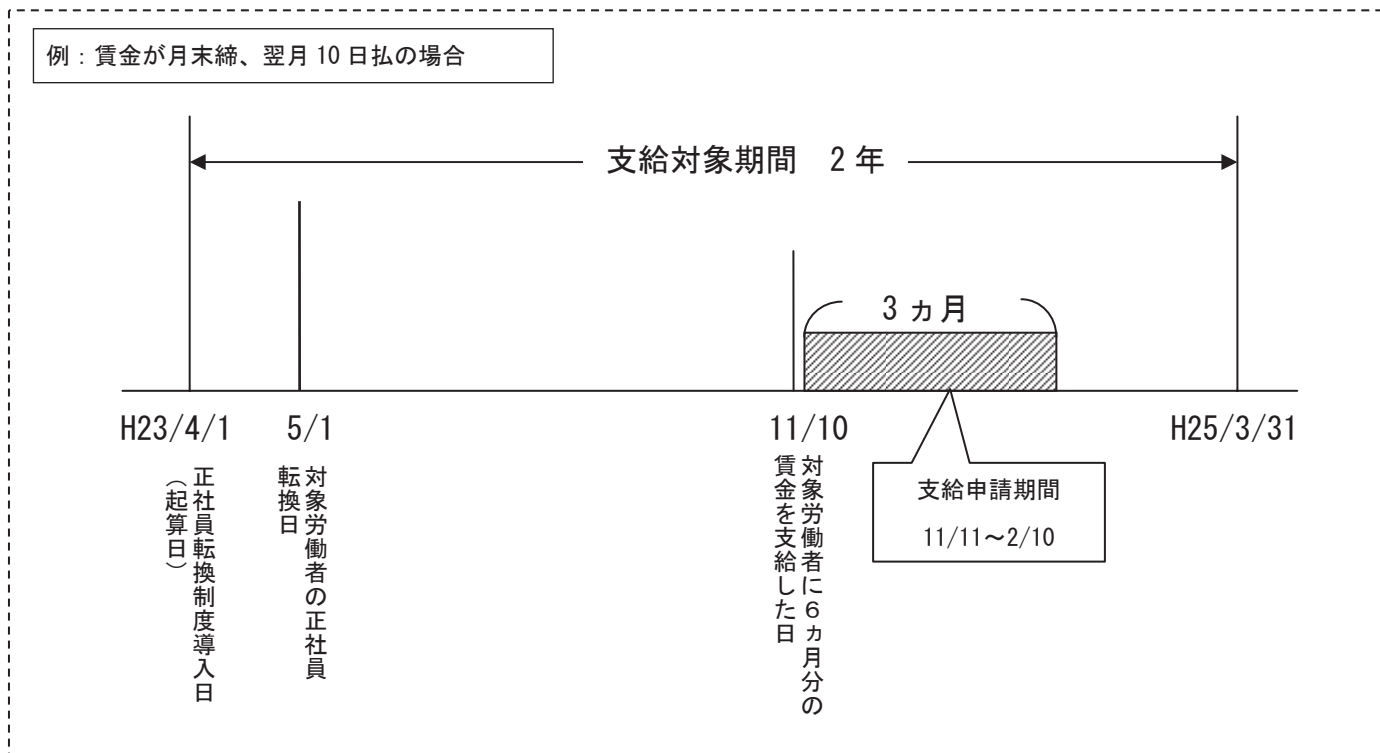 例：賃金が月末締、翌月10日払の場合
支給対象期間　2年
3ヵ月
H23/4/1
5/1
11/10
H25/3/31
正社員転換制度導入日
（起算日）
対象労働者の正社員
転換日
対象労働者に６ヵ月分の
賃金を支給した日
支給申請期間
11/11～2/10